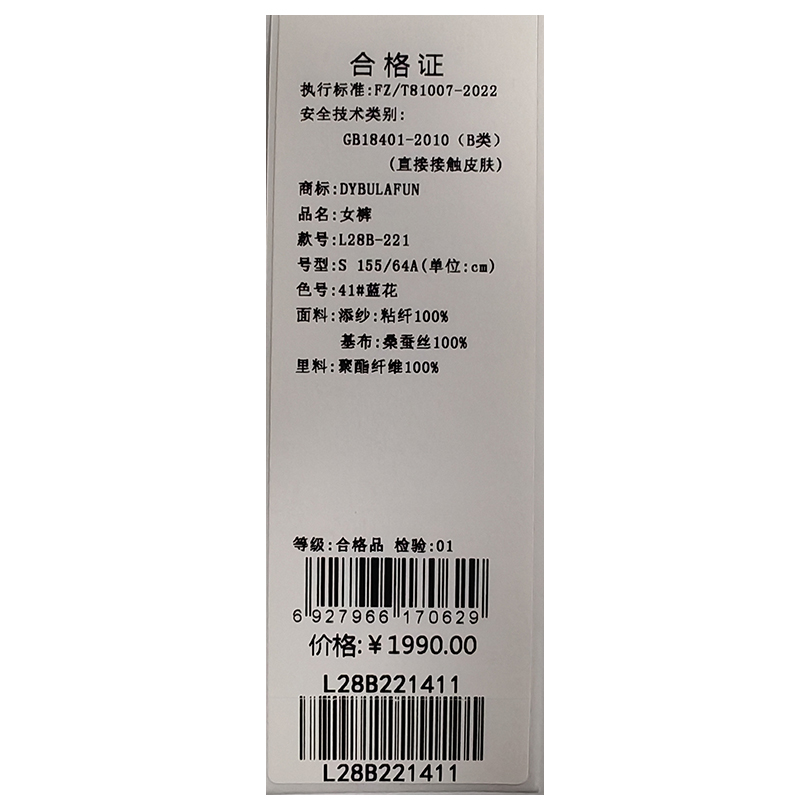 合格证
执行标准:FZ/T81007-2022
安全技术类别:
GB18401-2010(B类)
(直接接触皮肤)
商标:DYBULAFUN
品名:女裤
款号:L28B-221
号型:S 155/64A(单位:cm)
色号:41#蓝花
面料:添纱:粘纤100%
基布:桑蚕丝100%
里料:聚酯纤维100%
等级:合格品 检验:01
6 927966 170629
价格:￥1990.00
L28B221411
L28B221411